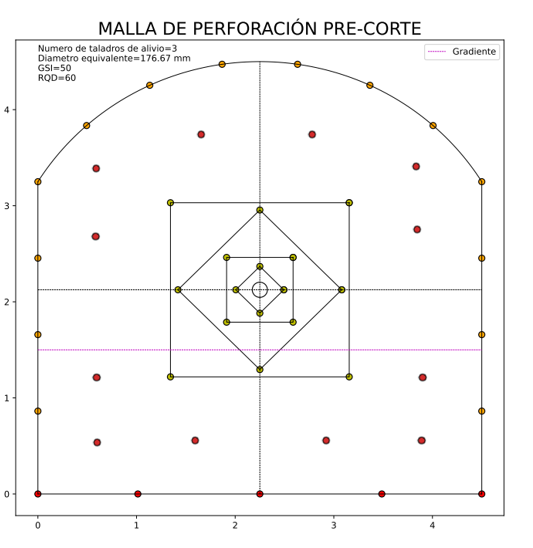 MALLA DE PERFORACIÓN PRE-CORTE
Numero de taladros de alivio=3
Diametro equivalente=176.67 mm
GSI=50
RQD=60
Gradiente
4
3
2
1
0
0
1
2
3
4